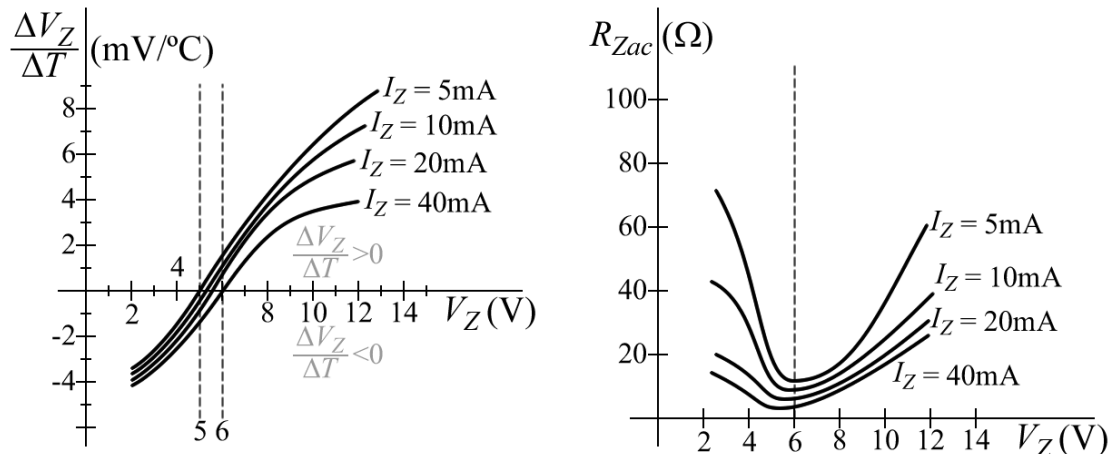 ΔV_Z/ΔT (mV/ºC)
8
6
4
2
-2
-4
2
4
5
6
8
10
12
14
V_Z (V)
I_Z = 5mA
I_Z = 10mA
I_Z = 20mA
I_Z = 40mA
ΔV_Z/ΔT >0
ΔV_Z/ΔT <0
R_Zac (Ω)
100
80
60
40
20
2
4
6
8
10
12
14
V_Z (V)
I_Z = 5mA
I_Z = 10mA
I_Z = 20mA
I_Z = 40mA